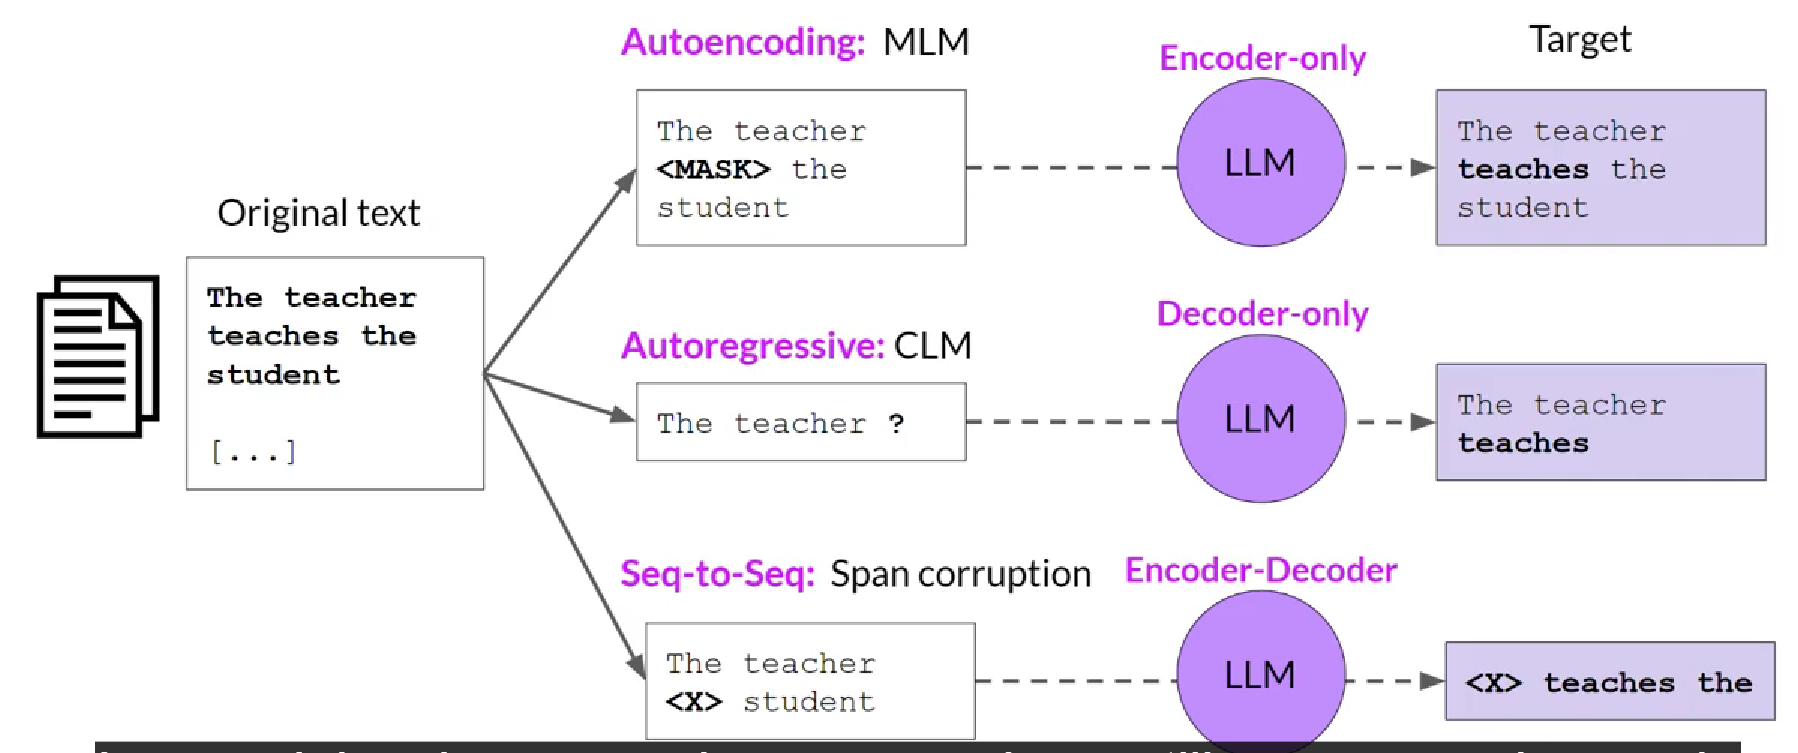 Original text
The teacher
teaches the
student
[...]
Autoencoding: MLM
The teacher
<MASK> the
student
Encoder-only
LLM
Target
The teacher
teaches the
student
Autoregressive: CLM
The teacher ?
Decoder-only
LLM
The teacher
teaches
Seq-to-Seq: Span corruption
The teacher
<X> student
Encoder-Decoder
LLM
<X> teaches the